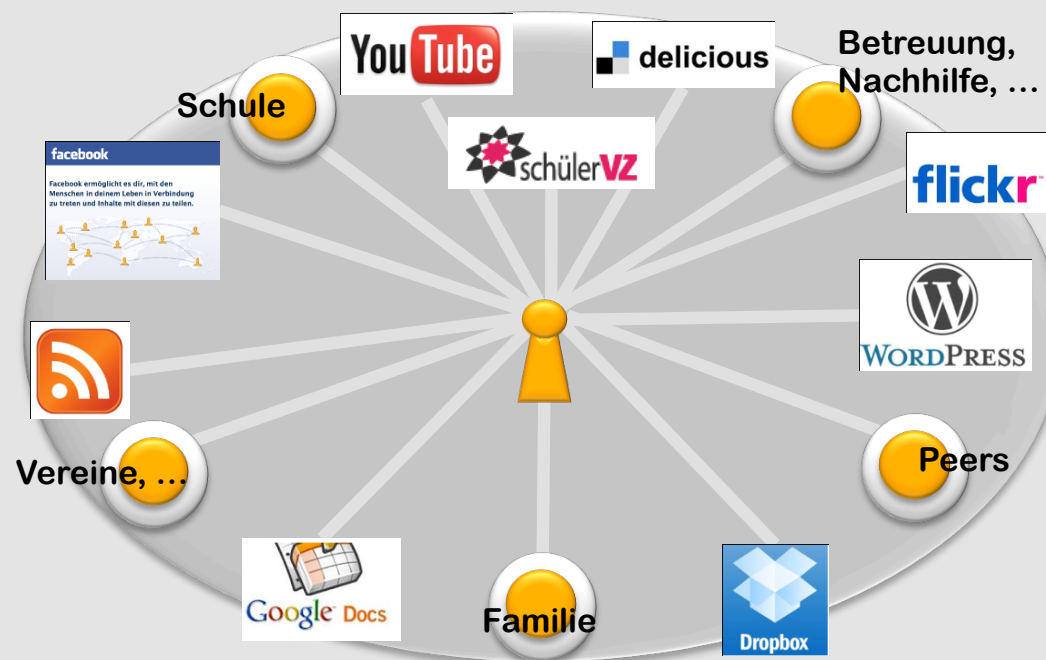 YouTube
delicious
Betreuung,
Nachhilfe, ...
Schule
schülerVZ
facebook
Facebook ermöglicht es dir, mit den
Menschen in deinem Leben in Verbindung
zu treten und Inhalte mit diesen zu teilen.
flickr
WORDPRESS
Vereine, ...
Peers
Google Docs
Familie
Dropbox